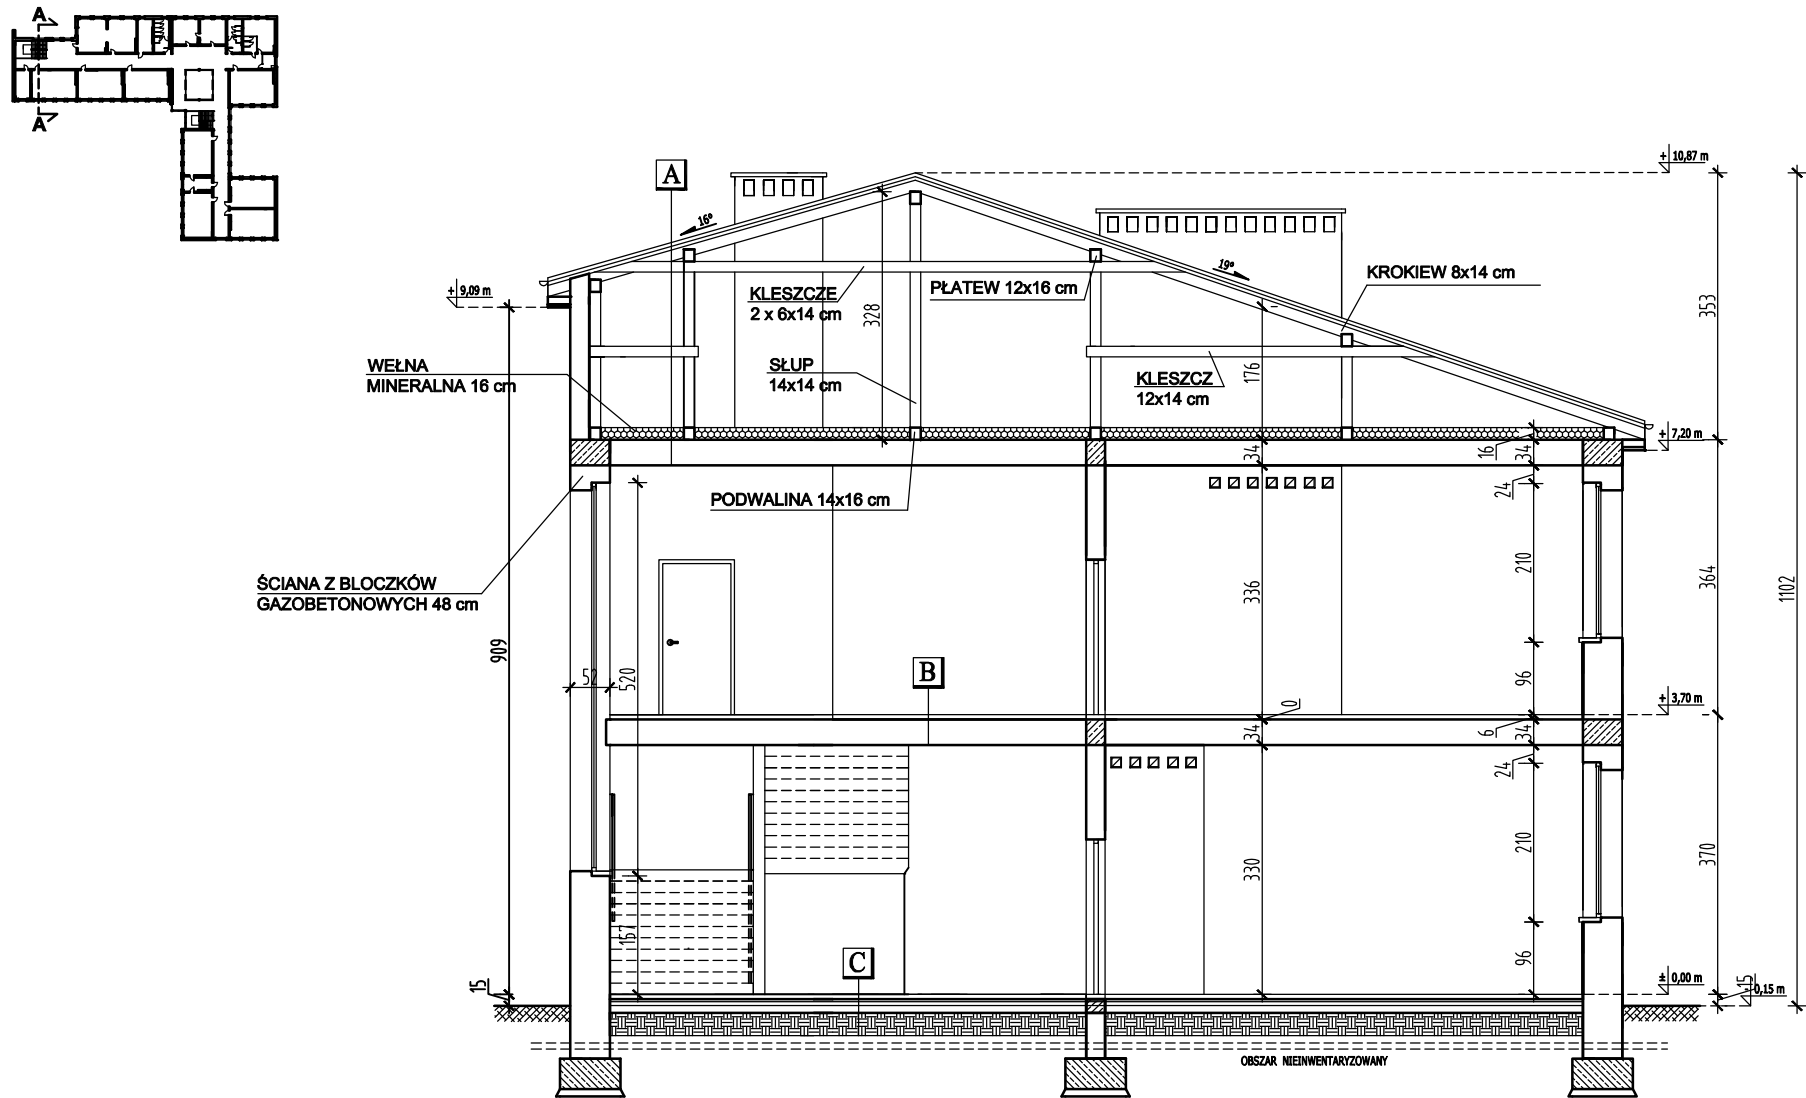 A
A
A
+ 10,87 m
16°
19°
+ 9,09 m
KLESZCZE
2 x 6x14 cm
328
PŁATEW 12x16 cm
KROKIEW 8x14 cm
353
WEŁNA
MINERALNA 16 cm
SŁUP
14x14 cm
KLESZCZ
12x14 cm
176
+ 7,20 m
34
16
34
24
PODWALINA 14x16 cm
ŚCIANA Z BLOCZKÓW
GAZOBETONOWYCH 48 cm
210
336
364
1102
909
52
520
B
96
0
+ 3,70 m
34
6
34
24
210
330
370
157
C
96
15
± 0,00 m
15
- 0,15 m
OBSZAR NIEINWENTARYZOWANY